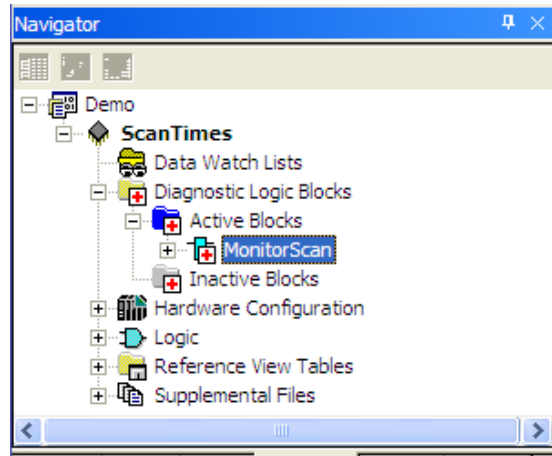 Navigator
Demo
ScanTimes
Data Watch Lists
Diagnostic Logic Blocks
Active Blocks
MonitorScan
Inactive Blocks
Hardware Configuration
Logic
Reference View Tables
Supplemental Files